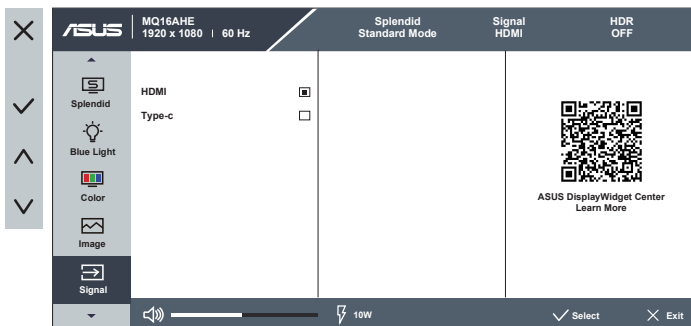 ASUS
MQ16AHE
1920 x 1080 | 60 Hz
Splendid
Standard Mode
Signal
HDMI
HDR
OFF
Splendid
Blue Light
Color
Image
Signal
HDMI
Type-c
ASUS DisplayWidget Center
Learn More
10W
Select
Exit